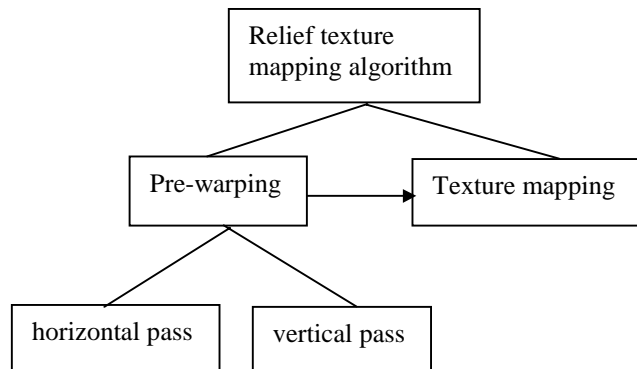 Relief texture
mapping algorithm
Pre-warping
Texture mapping
horizontal pass
vertical pass